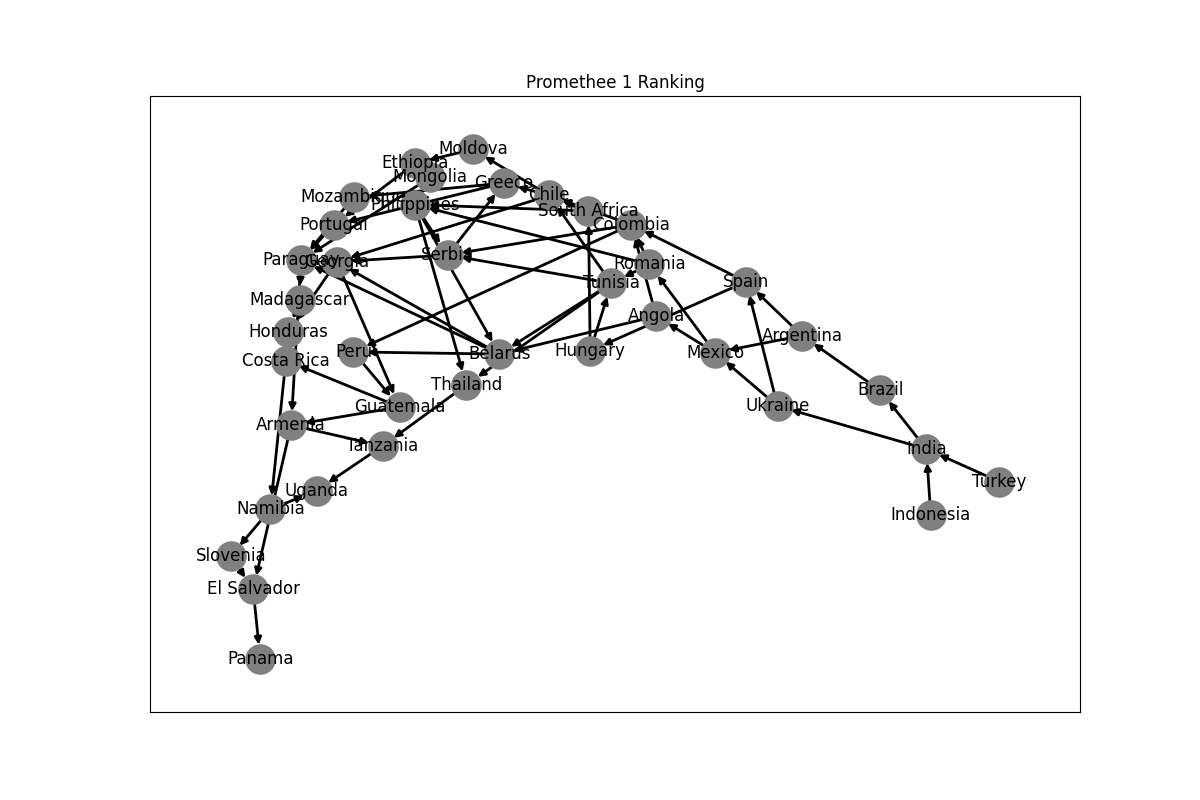 Promethee 1 Ranking
Moldova
Ethiopia
Mongolia
Greece
Chile
Mozambique
Philippines
South Africa
Portugal
Colombia
Serbia
Paraguay
Georgia
Romania
Tunisia
Spain
Madagascar
Angola
Honduras
Argentina
Costa Rica
Peru
Belarus
Hungary
Mexico
Thailand
Brazil
Guatemala
Ukraine
Armenia
Tanzania
India
Turkey
Uganda
Namibia
Indonesia
Slovenia
El Salvador
Panama